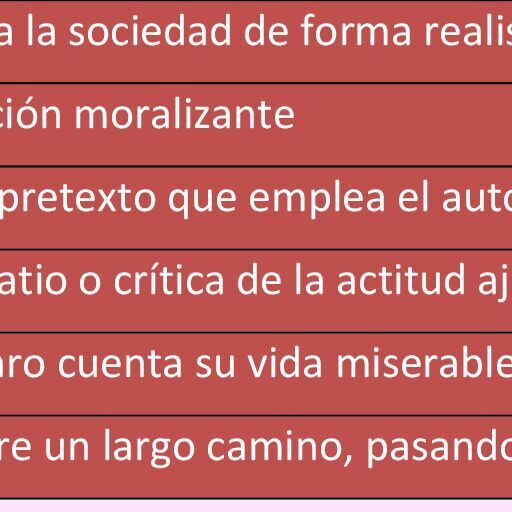 a la sociedad de forma realis
ción moralizante
pretexto que emplea el auto
atio o crítica de la actitud aj
aro cuenta su vida miserable
re un largo camino, pasando